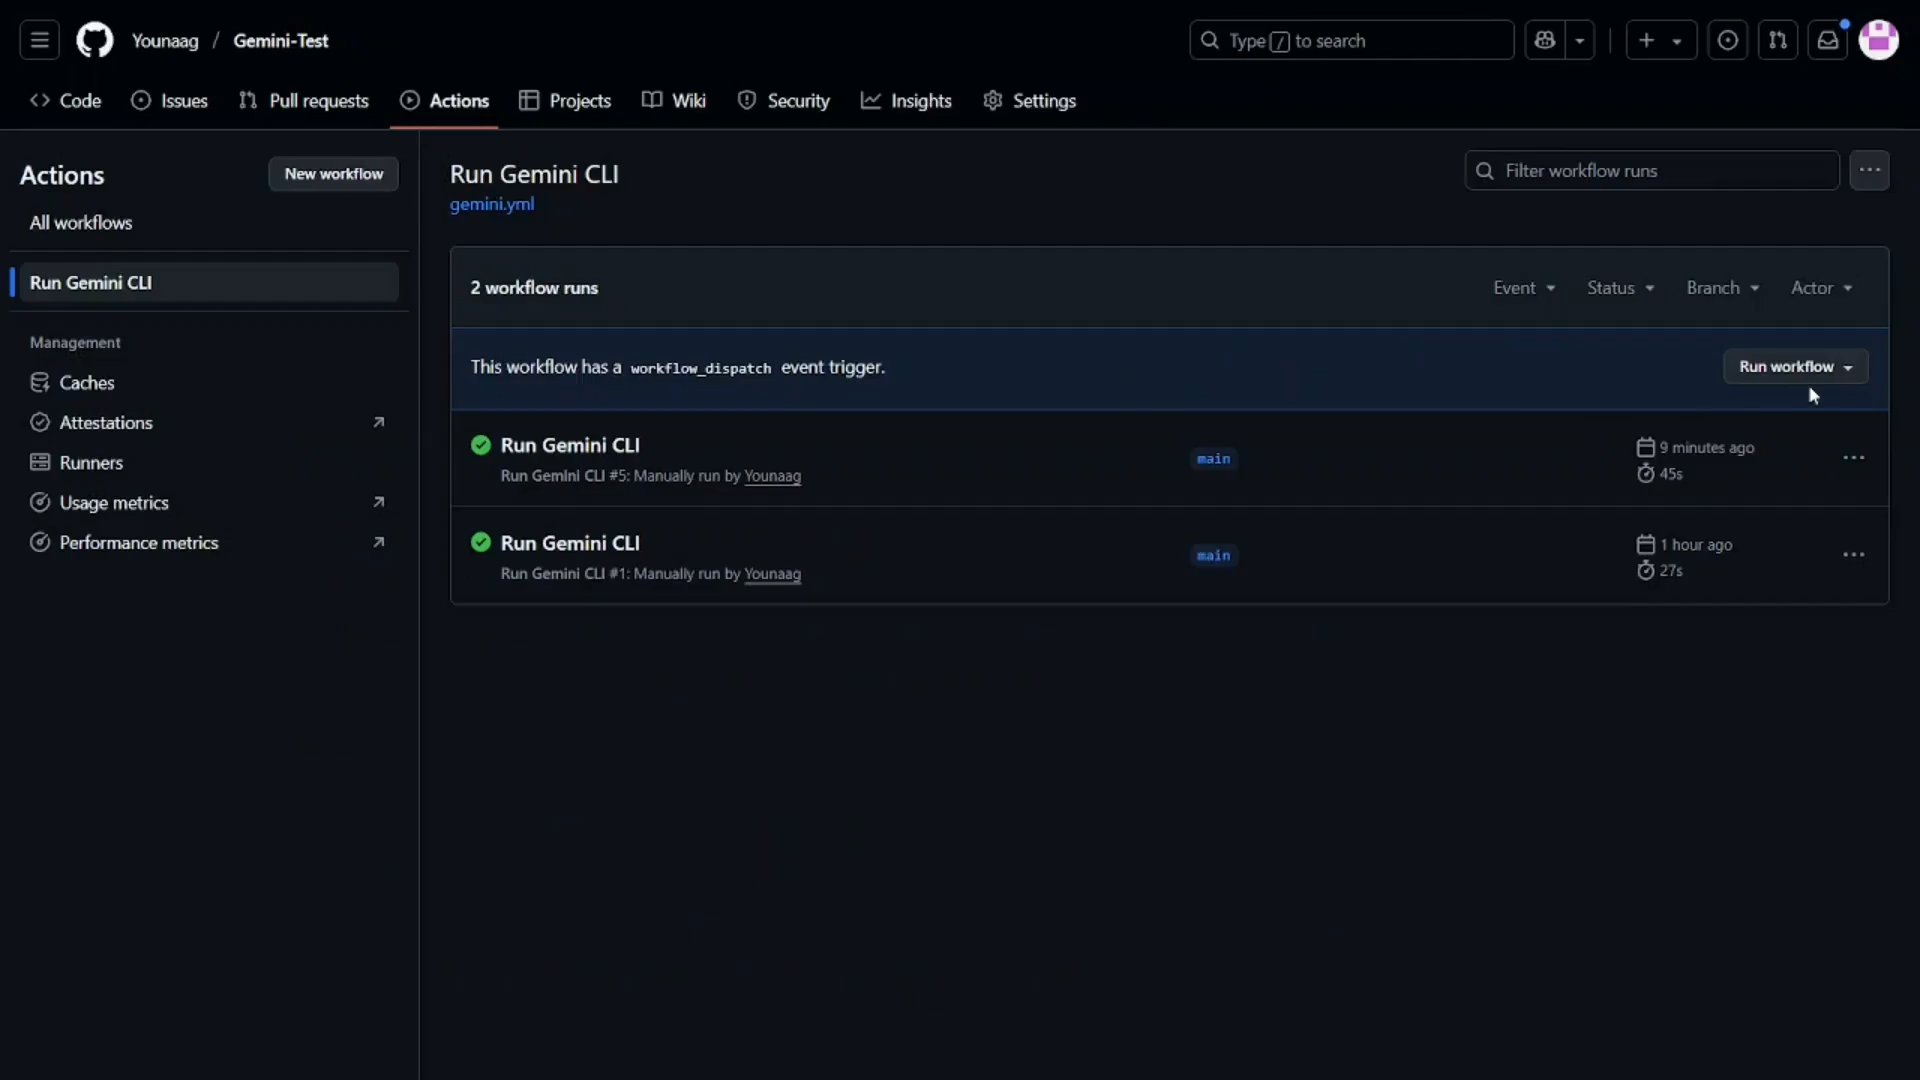 Younaag / Gemini-Test
Type / to search
Code
Issues
Pull requests
Actions
Projects
Wiki
Security
Insights
Settings
Actions
New workflow
All workflows
Run Gemini CLI
Management
Caches
Attestations
Runners
Usage metrics
Performance metrics
Run Gemini CLI
gemini.yml
Filter workflow runs
2 workflow runs
Event
Status
Branch
Actor
This workflow has a workflow_dispatch event trigger.
Run workflow
Run Gemini CLI
Run Gemini CLI #5: Manually run by Younaag
main
9 minutes ago
45s
Run Gemini CLI
Run Gemini CLI #1: Manually run by Younaag
main
1 hour ago
27s